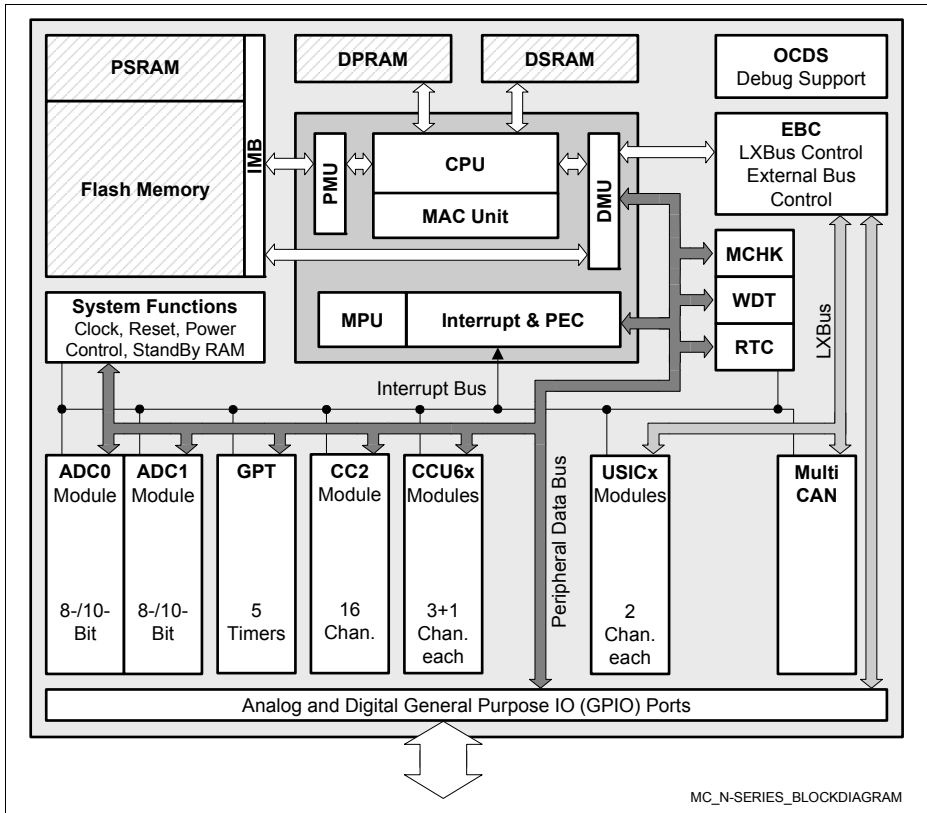 PSRAM
Flash Memory
IMB
DPRAM
DSRAM
OCDS
Debug Support
PMU
CPU
MAC Unit
DMU
EBC
LXBus Control
External Bus
Control
MCHK
WDT
RTC
LXBus
System Functions
Clock, Reset, Power
Control, StandBy RAM
MPU
Interrupt & PEC
Interrupt Bus
ADC0
Module
8-/10-
Bit
ADC1
Module
8-/10-
Bit
GPT
5
Timers
CC2
Module
16
Chan.
CCU6x
Modules
3+1
Chan.
each
Peripheral Data Bus
USICx
Modules
2
Chan.
each
Multi
CAN
Analog and Digital General Purpose IO (GPIO) Ports
MC_N-SERIES_BLOCKDIAGRAM